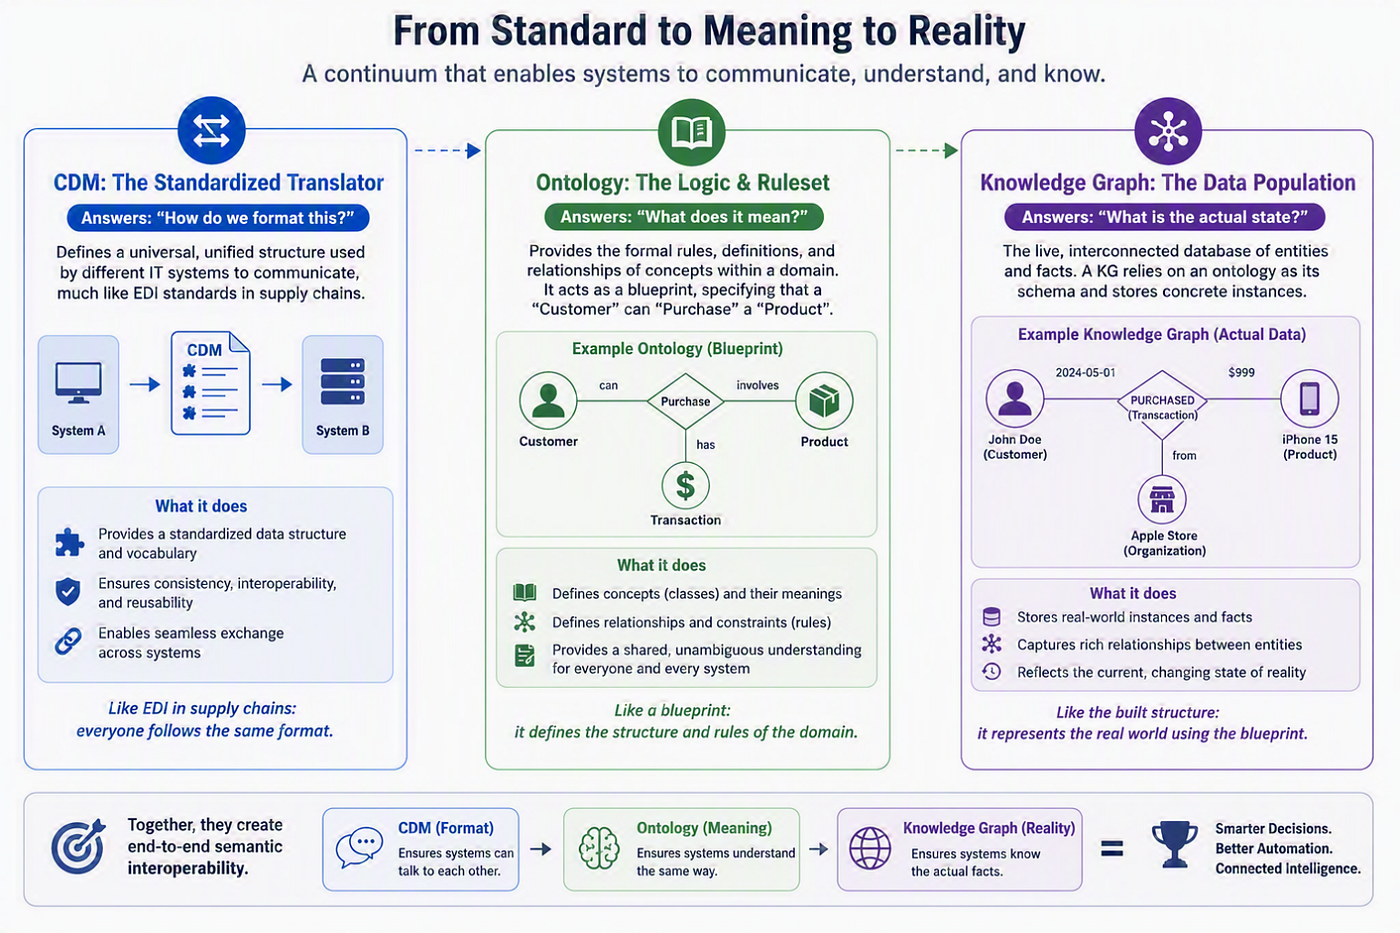 From Standard to Meaning to Reality
A continuum that enables systems to communicate, understand, and know.
CDM: The Standardized Translator
Answers: “How do we format this?”
Defines a universal, unified structure used
by different IT systems to communicate,
much like EDI standards in supply chains.
System A
CDM
System B
What it does
Provides a standardized data structure
and vocabulary
Ensures consistency, interoperability,
and reusability
Enables seamless exchange
across systems
Like EDI in supply chains:
everyone follows the same format.
Ontology: The Logic & Ruleset
Answers: “What does it mean?”
Provides the formal rules, definitions, and
relationships of concepts within a domain.
It acts as a blueprint, specifying that a
“Customer” can “Purchase” a “Product”.
Example Ontology (Blueprint)
can
Purchase
involves
Customer
Product
has
$
Transaction
What it does
Defines concepts (classes) and their meanings
Defines relationships and constraints (rules)
Provides a shared, unambiguous understanding
for everyone and every system
Like a blueprint:
it defines the structure and rules of the domain.
Knowledge Graph: The Data Population
Answers: “What is the actual state?”
The live, interconnected database of entities
and facts. A KG relies on an ontology as its
schema and stores concrete instances.
Example Knowledge Graph (Actual Data)
2024-05-01
$999
PURCHASED
(Transcaction)
John Doe
(Customer)
iPhone 15
(Product)
from
Apple Store
(Organization)
What it does
Stores real-world instances and facts
Captures rich relationships between entities
Reflects the current, changing state of reality
Like the built structure:
it represents the real world using the blueprint.
Together, they create
end-to-end semantic
interoperability.
CDM (Format)
Ensures systems can
talk to each other.
Ontology (Meaning)
Ensures systems understand
the same way.
Knowledge Graph (Reality)
Ensures systems know
the actual facts.
=
Smarter Decisions.
Better Automation.
Connected Intelligence.